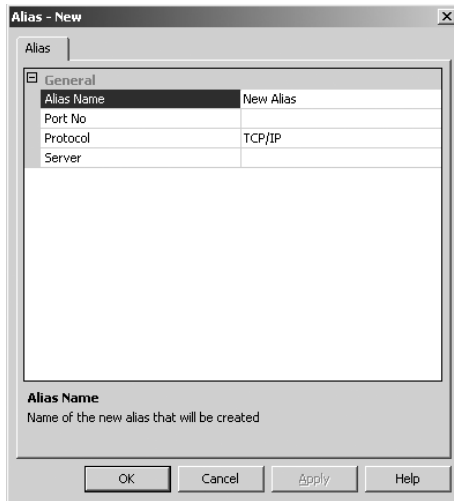 Alias - New
Alias
General
Alias Name New Alias
Port No
Protocol TCP/IP
Server
Alias Name
Name of the new alias that will be created
OK Cancel Apply Help